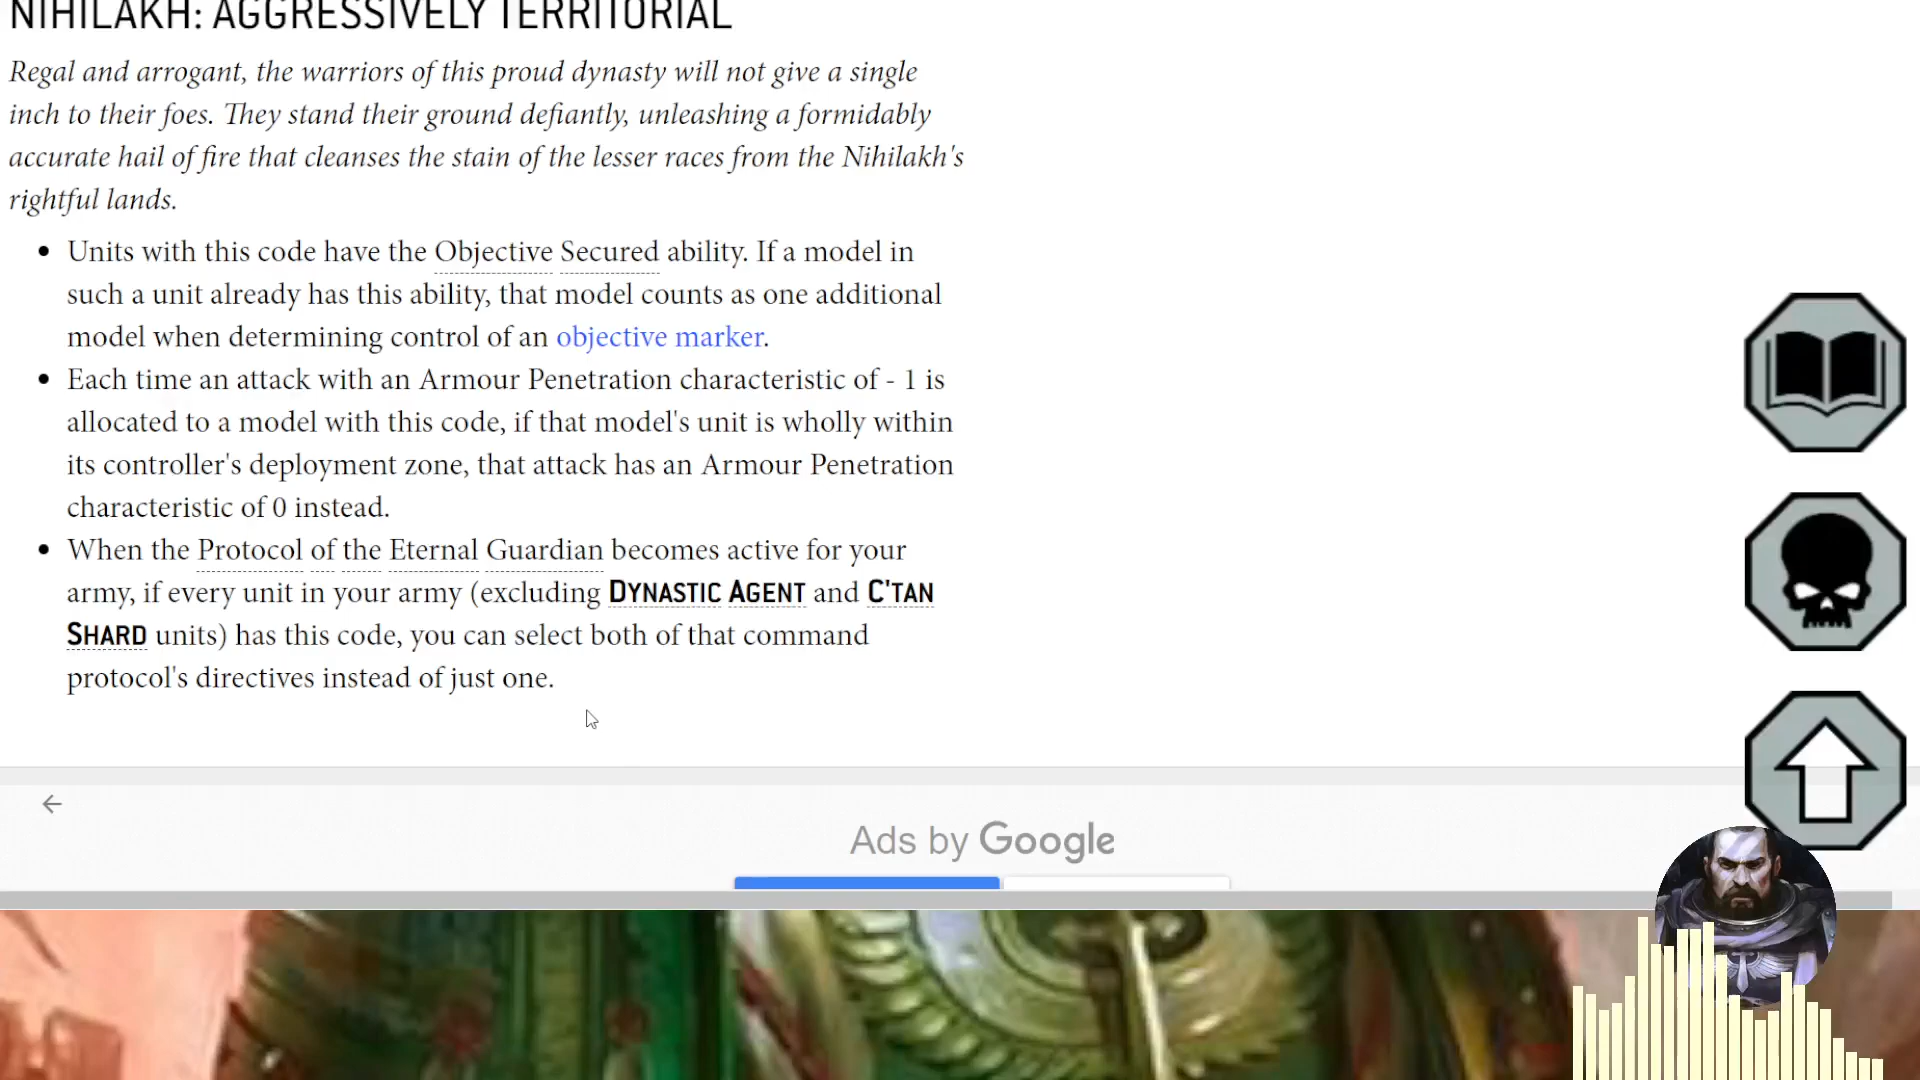 NIHILAKH: AGGRESSIVELY TERRITORIAL
Regal and arrogant, the warriors of this proud dynasty will not give a single
inch to their foes. They stand their ground defiantly, unleashing a formidably
accurate hail of fire that cleanses the stain of the lesser races from the Nihilakh's
rightful lands.
• Units with this code have the Objective Secured ability. If a model in
such a unit already has this ability, that model counts as one additional
model when determining control of an objective marker.
• Each time an attack with an Armour Penetration characteristic of - 1 is
allocated to a model with this code, if that model's unit is wholly within
its controller's deployment zone, that attack has an Armour Penetration
characteristic of 0 instead.
• When the Protocol of the Eternal Guardian becomes active for your
army, if every unit in your army (excluding DYNASTIC AGENT and C'TAN
SHARD units) has this code, you can select both of that command
protocol's directives instead of just one.
Ads by Google